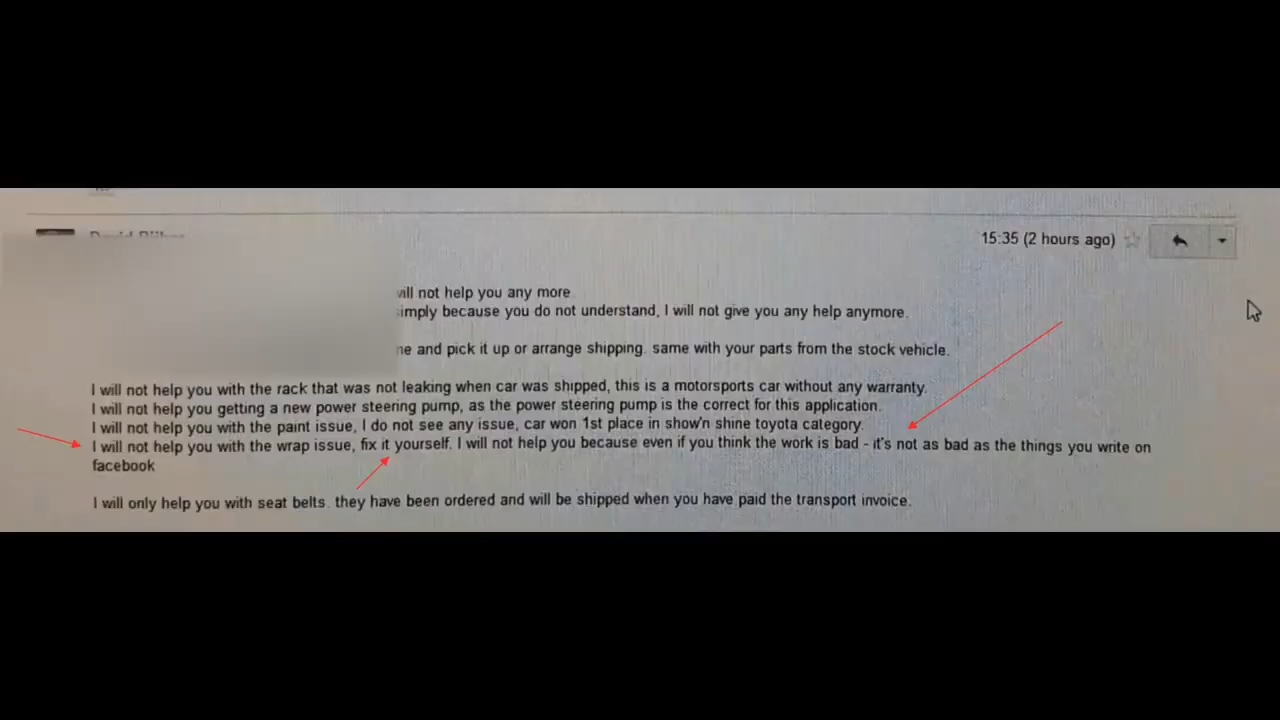 15:35 (2 hours ago)
will not help you any more
simply because you do not understand, I will not give you any help anymore.
and pick it up or arrange shipping. same with your parts from the stock vehicle.
I will not help you with the rack that was not leaking when car was shipped, this is a motorsports car without any warranty.
I will not help you getting a new power steering pump, as the power steering pump is the correct for this application.
I will not help you with the paint issue, I do not see any issue, car won 1st place in show'n shine toyota category.
I will not help you with the wrap issue, fix it yourself. I will not help you because even if you think the work is bad - it's not as bad as the things you write on
facebook
I will only help you with seat belts. they have been ordered and will be shipped when you have paid the transport invoice.